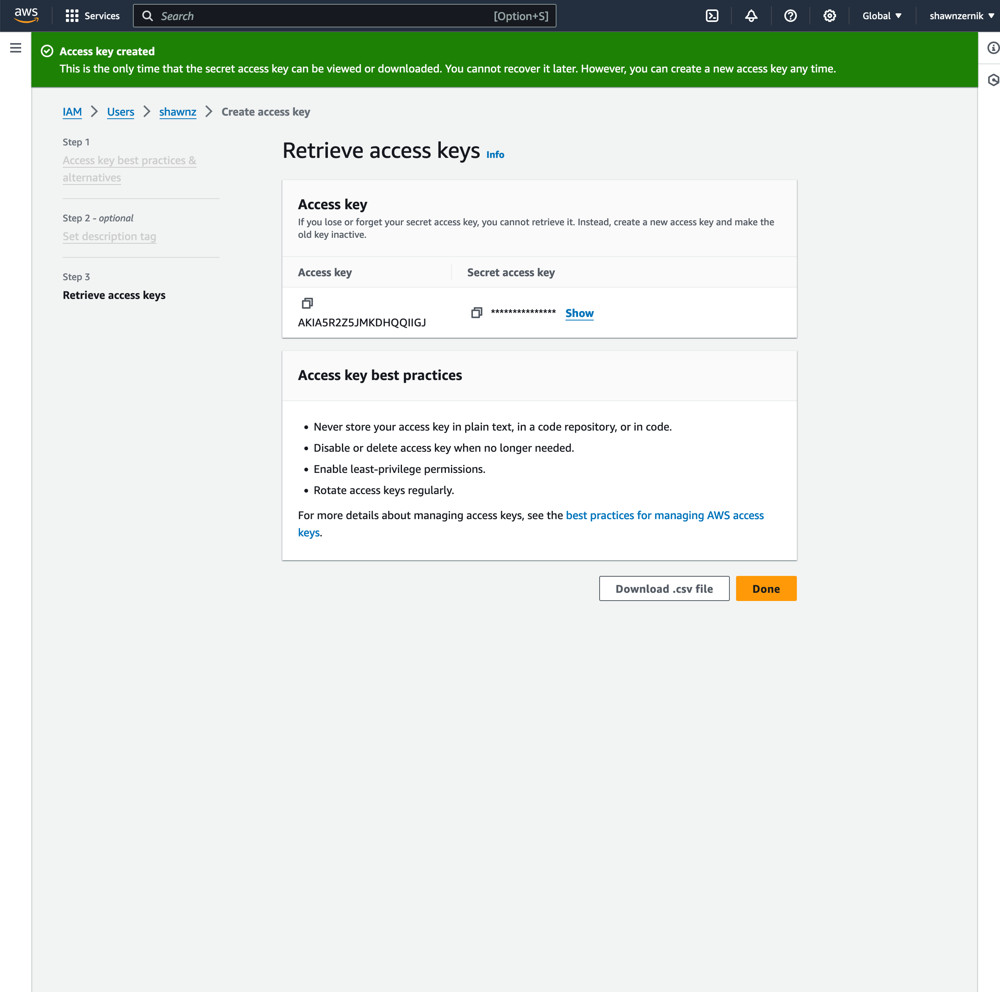 aws
Services
Search
[Option+S]
Global
shawnzernik
Access key created
This is the only time that the secret access key can be viewed or downloaded. You cannot recover it later. However, you can create a new access key any time.
IAM
Users
shawnz
Create access key
Step 1
Access key best practices &
alternatives
Step 2 - optional
Set description tag
Step 3
Retrieve access keys
Retrieve access keys Info
Access key
If you lose or forget your secret access key, you cannot retrieve it. Instead, create a new access key and make the
old key inactive.
Access key
Secret access key
AKIA5R2Z5JMKDHQQIIGJ
*************** Show
Access key best practices
• Never store your access key in plain text, in a code repository, or in code.
• Disable or delete access key when no longer needed.
• Enable least-privilege permissions.
• Rotate access keys regularly.
For more details about managing access keys, see the best practices for managing AWS access
keys.
Download .csv file
Done